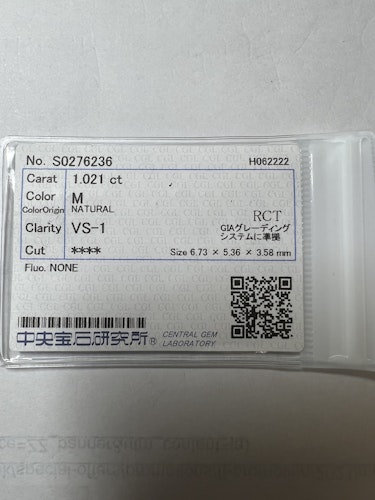 No. S0276236 H062222
Carat 1.021 ct
Color M
ColorOrigin NATURAL
RCT
Clarity VS-1
GIAグレーディング
システムに準拠
Cut ****
Size 6.73 × 5.36 × 3.58 mm
Fluo. NONE
中央宝石研究所® CENTRAL GEM
LABORATORY